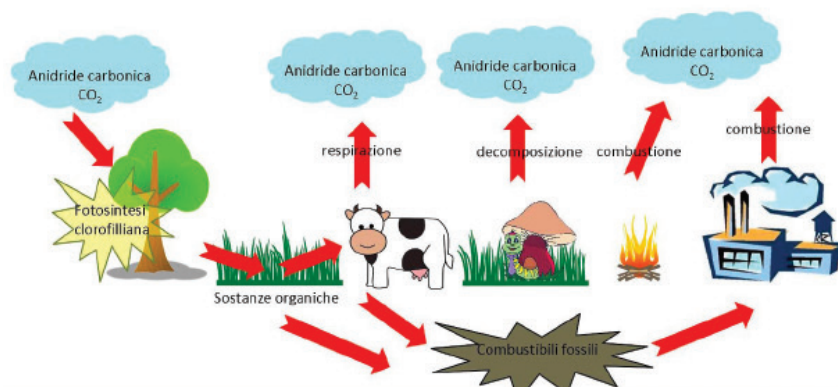 Anidride carbonica
CO₂
Anidride carbonica
CO₂
Anidride carbonica
CO₂
Anidride carbonica
CO₂
respirazione
decomposizione
combustione
combustione
Fotosintesi
clorofilliana
Sostanze organiche
Combustibili fossili